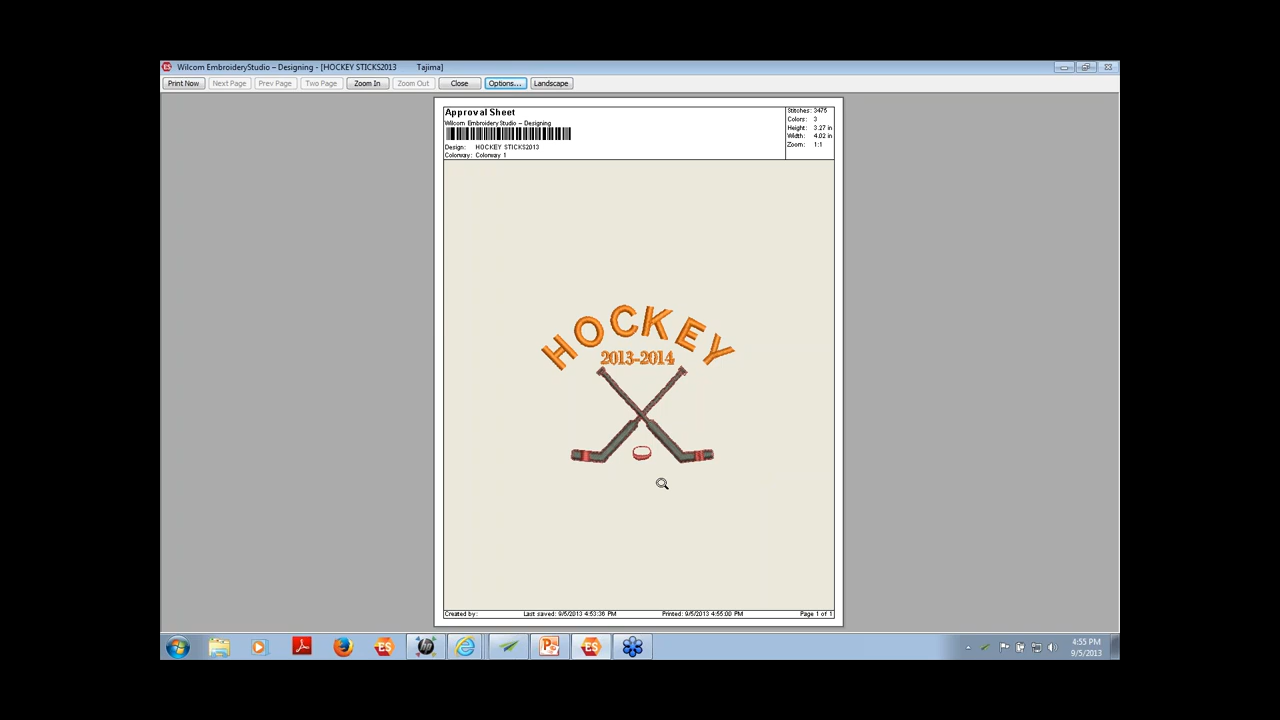 Wilcom EmbroideryStudio – Designing - [HOCKEY STICKS2013 Tajima]
Print Now Next Page Prev Page Two Page Zoom In Zoom Out Close Options... Landscape
Approval Sheet
Wilcom EmbroideryStudio – Designing
Design: HOCKEY STICKS2013
Colorway: Colorway 1
Stitches: 3475
Colors: 3
Height: 3.27 in
Width: 4.02 in
Zoom: 1:1
HOCKEY
2013-2014
Created by: Last saved: 9/5/2013 4:53:36 PM Printed: 9/5/2013 4:55:00 PM Page 1 of 1
ES ES
4:55 PM
9/5/2013